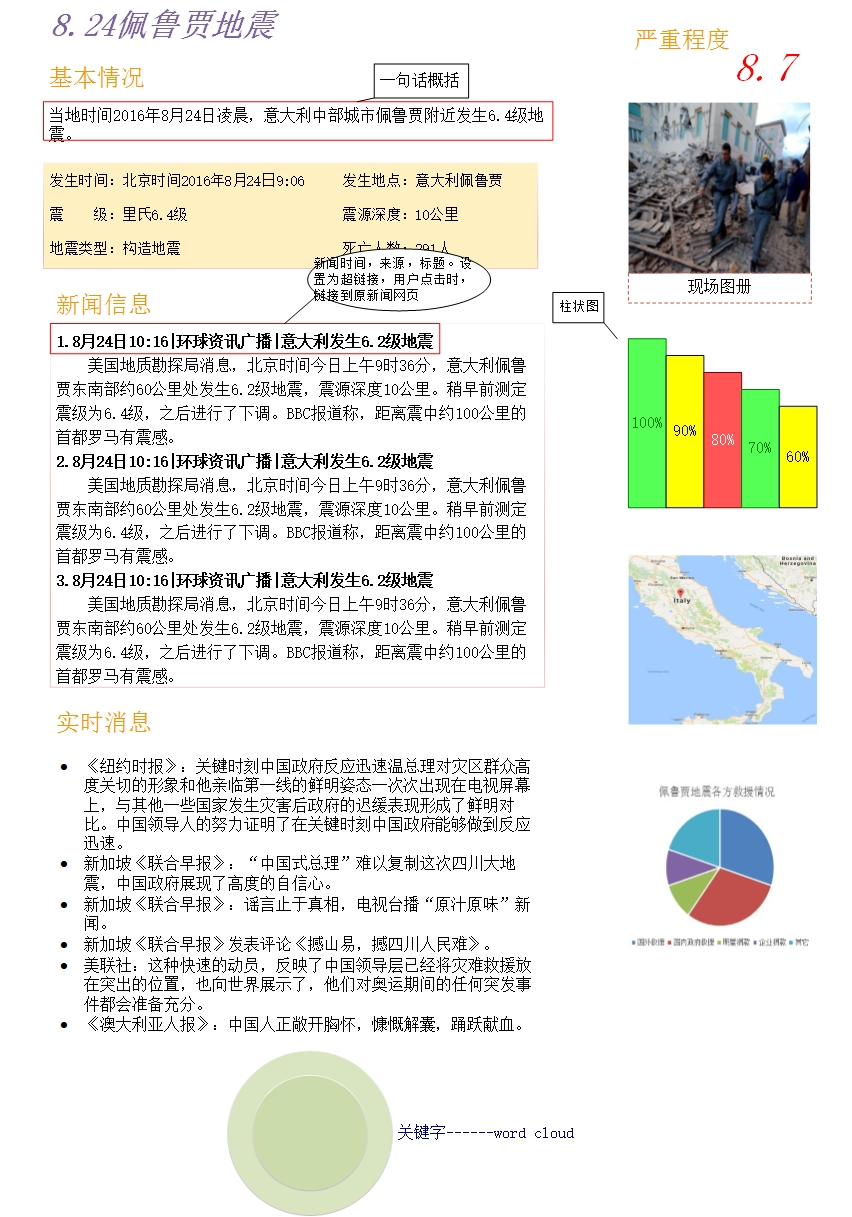 8.24佩鲁贾地震
严重程度
8.7
基本情况
一句话概括
当地时间2016年8月24日凌晨，意大利中部城市佩鲁贾附近发生6.4级地
震。
发生时间：北京时间2016年8月24日9:06 发生地点：意大利佩鲁贾
震 级：里氏6.4级 震源深度：10公里
地震类型：构造地震 死亡人数：291人
现场图册
新闻时间，来源，标题。设
置为超链接，用户点击时，
链接到原新闻网页
新闻信息
柱状图
1.8月24日10:16|环球资讯广播|意大利发生6.2级地震
美国地质勘探局消息，北京时间今日上午9时36分，意大利佩鲁
贾东南部约60公里处发生6.2级地震，震源深度10公里。稍早前测定
震级为6.4级，之后进行了下调。BBC报道称，距离震中约100公里的
首都罗马有震感。
2.8月24日10:16|环球资讯广播|意大利发生6.2级地震
美国地质勘探局消息，北京时间今日上午9时36分，意大利佩鲁
贾东南部约60公里处发生6.2级地震，震源深度10公里。稍早前测定
震级为6.4级，之后进行了下调。BBC报道称，距离震中约100公里的
首都罗马有震感。
3.8月24日10:16|环球资讯广播|意大利发生6.2级地震
美国地质勘探局消息，北京时间今日上午9时36分，意大利佩鲁
贾东南部约60公里处发生6.2级地震，震源深度10公里。稍早前测定
震级为6.4级，之后进行了下调。BBC报道称，距离震中约100公里的
首都罗马有震感。
100% 90% 80% 70% 60%
Bosnia and
Herzegovina
San Marino
Italy
实时消息
《纽约时报》：关键时刻中国政府反应迅速温总理对灾区群众高
度关切的形象和他亲临第一线的鲜明姿态一次次出现在电视屏幕
上，与其他一些国家发生灾害后政府的迟缓表现形成了鲜明对
比。中国领导人的努力证明了在关键时刻中国政府能够做到反应
迅速。
新加坡《联合早报》：“中国式总理”难以复制这次四川大地
震，中国政府展现了高度的自信心。
新加坡《联合早报》：谣言止于真相，电视台播“原汁原味”新
闻。
新加坡《联合早报》发表评论《撼山易，撼四川人民难》。
美联社：这种快速的动员，反映了中国领导层已经将灾难救援放
在突出的位置，也向世界展示了，他们对奥运期间的任何突发事
件都会准备充分。
《澳大利亚人报》：中国人正敞开胸怀，慷慨解囊，踊跃献血。
佩鲁贾地震各方救援情况
国外救援 国内政府救援 明星捐款 企业捐款 其它
关键字------word cloud